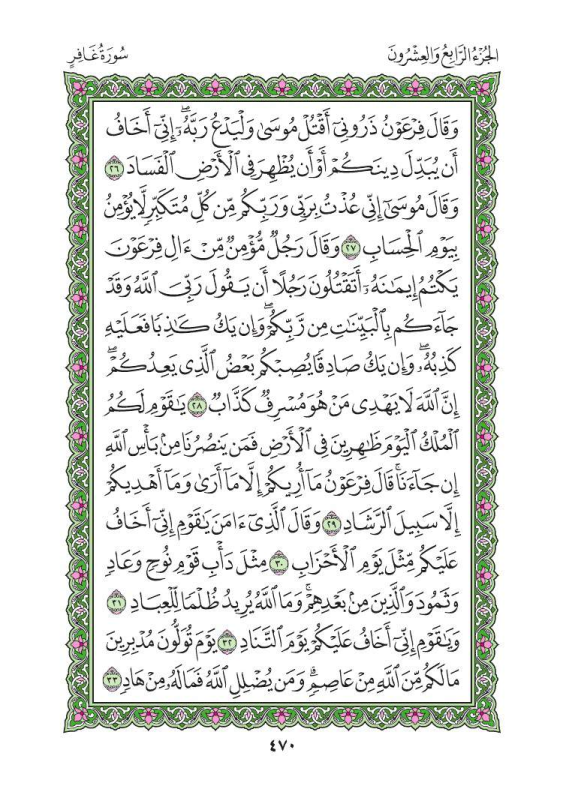 الجُزْءُ الرَّابِعُ وَالعِشْرُونَ
سُورَةُ غَافِرٍ
وَقَالَ فِرْعَوْنُ ذَرُونِيٓ أَقْتُلْ مُوسَىٰ وَلْيَدْعُ رَبَّهُۥٓۖ إِنِّيٓ أَخَافُ
أَن يُبَدِّلَ دِينَكُمْ أَوْ أَن يُظْهِرَ فِي ٱلْأَرْضِ ٱلْفَسَادَ ٢٦
وَقَالَ مُوسَىٰٓ إِنِّي عُذْتُ بِرَبِّي وَرَبِّكُم مِّن كُلِّ مُتَكَبِّرٍ لَّا يُؤْمِنُ
بِيَوْمِ ٱلْحِسَابِ ٢٧ وَقَالَ رَجُلٌ مُّؤْمِنٌ مِّنْ ءَالِ فِرْعَوْنَ
يَكْتُمُ إِيمَٰنَهُۥٓ أَتَقْتُلُونَ رَجُلًا أَن يَقُولَ رَبِّيَ ٱللَّهُ وَقَدْ
جَآءَكُم بِٱلْبَيِّنَٰتِ مِن رَّبِّكُمْۖ وَإِن يَكُ كَٰذِبًا فَعَلَيْهِ
كَذِبُهُۥۖ وَإِن يَكُ صَادِقًا يُصِبْكُم بَعْضُ ٱلَّذِي يَعِدُكُمْۖ
إِنَّ ٱللَّهَ لَا يَهْدِي مَنْ هُوَ مُسْرِفٌ كَذَّابٌ ٢٨ يَٰقَوْمِ لَكُمُ
ٱلْمُلْكُ ٱلْيَوْمَ ظَٰهِرِينَ فِي ٱلْأَرْضِ فَمَن يَنصُرُنَا مِنۢ بَأْسِ ٱللَّهِ
إِن جَآءَنَاۚ قَالَ فِرْعَوْنُ مَآ أُرِيكُمْ إِلَّا مَآ أَرَىٰ وَمَآ أَهْدِيكُمْ
إِلَّا سَبِيلَ ٱلرَّشَادِ ٢٩ وَقَالَ ٱلَّذِيٓ ءَامَنَ يَٰقَوْمِ إِنِّيٓ أَخَافُ
عَلَيْكُم مِّثْلَ يَوْمِ ٱلْأَحْزَابِ ٣٠ مِثْلَ دَأْبِ قَوْمِ نُوحٍ وَعَادٍ
وَثَمُودَ وَٱلَّذِينَ مِنۢ بَعْدِهِمْۚ وَمَا ٱللَّهُ يُرِيدُ ظُلْمًا لِّلْعِبَادِ ٣١
وَيَٰقَوْمِ إِنِّيٓ أَخَافُ عَلَيْكُمْ يَوْمَ ٱلتَّنَادِ ٣٢ يَوْمَ تُوَلُّونَ مُدْبِرِينَ
مَا لَكُم مِّنَ ٱللَّهِ مِنْ عَاصِمٍۗ وَمَن يُضْلِلِ ٱللَّهُ فَمَا لَهُۥ مِنْ هَادٍ ٣٣
٤٧٠